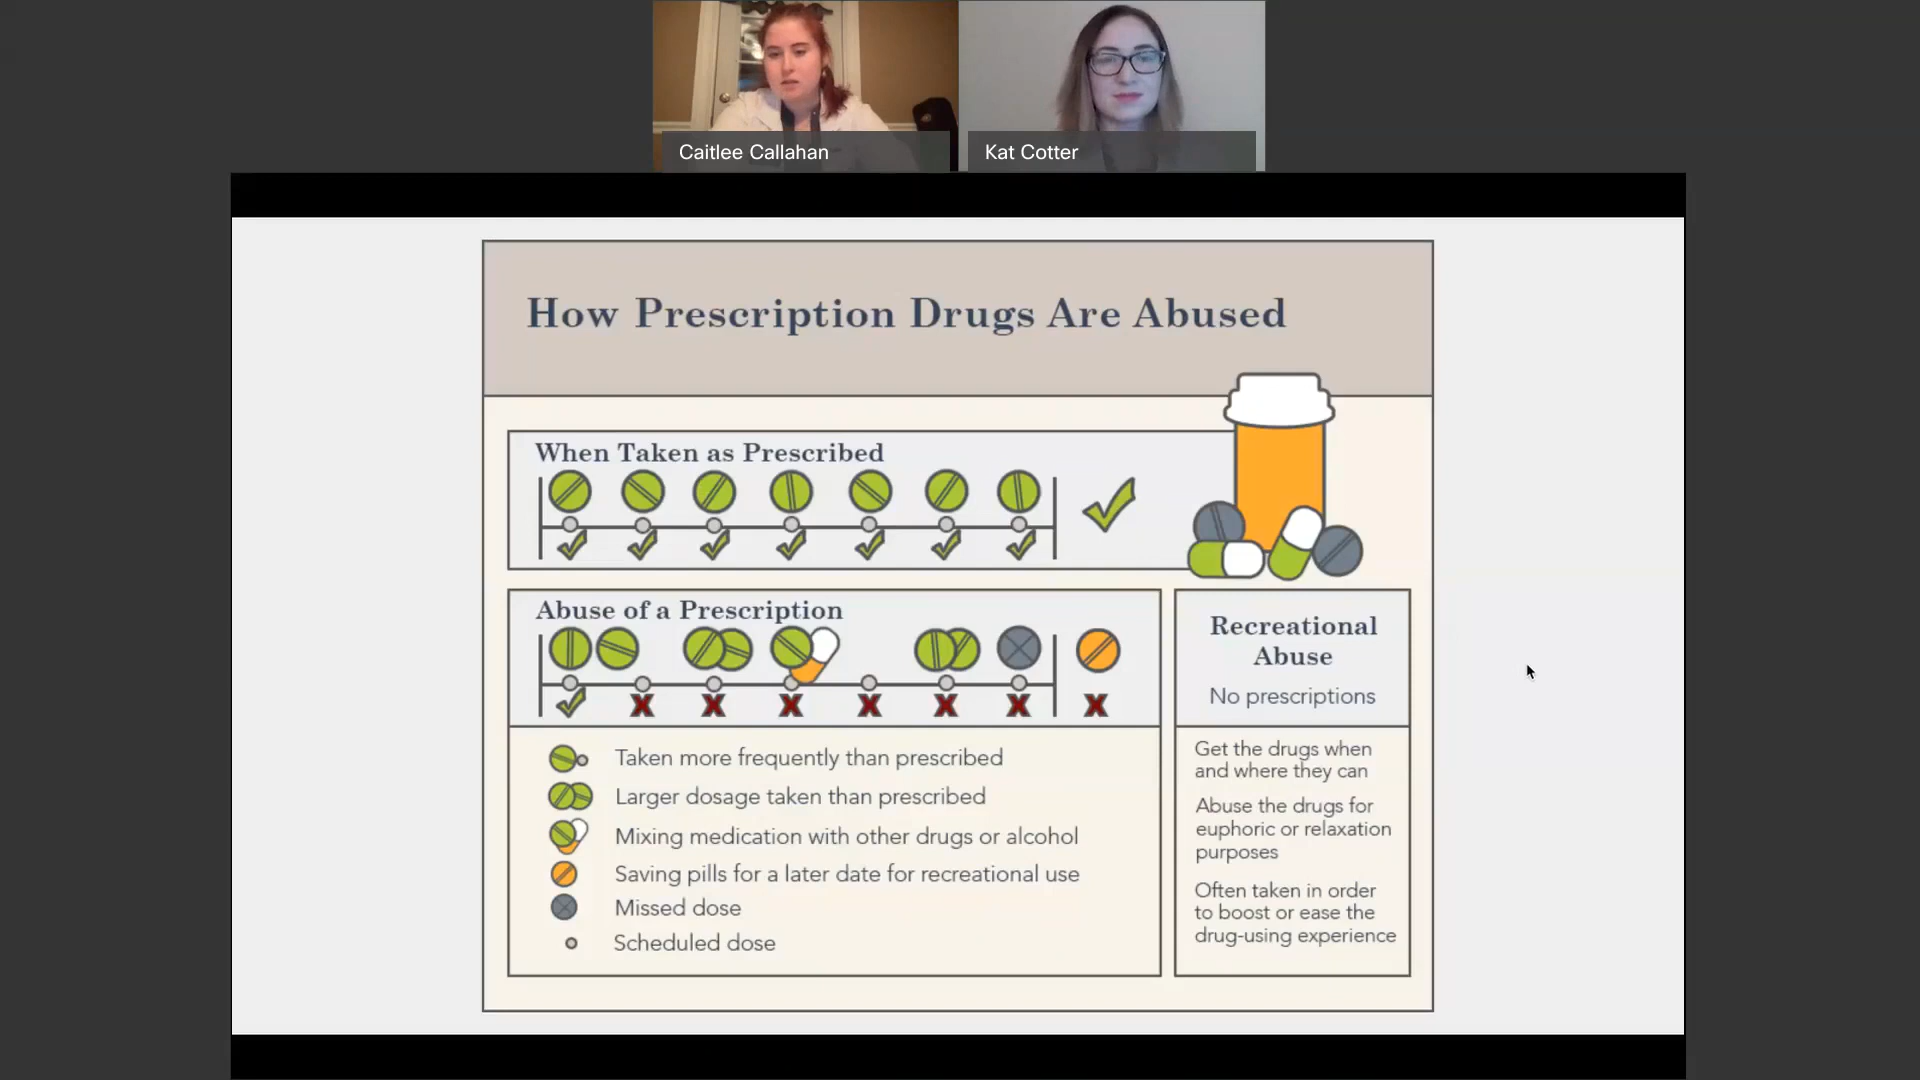 Caitlee Callahan
Kat Cotter
How Prescription Drugs Are Abused
When Taken as Prescribed
Abuse of a Prescription
X X X X X X X
Taken more frequently than prescribed
Larger dosage taken than prescribed
Mixing medication with other drugs or alcohol
Saving pills for a later date for recreational use
Missed dose
Scheduled dose
Recreational
Abuse
No prescriptions
Get the drugs when
and where they can
Abuse the drugs for
euphoric or relaxation
purposes
Often taken in order
to boost or ease the
drug-using experience